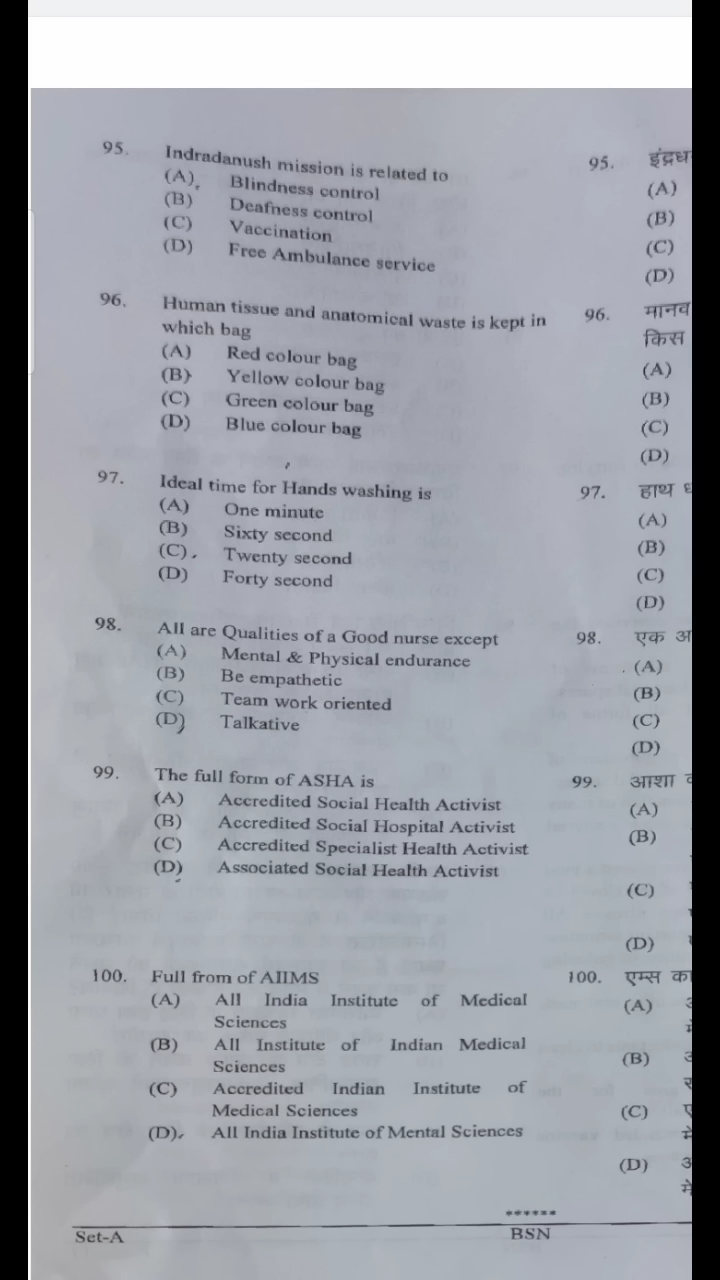 95. Indradanush mission is related to
(A) Blindness control
(B) Deafness control
(C) Vaccination
(D) Free Ambulance service
96. Human tissue and anatomical waste is kept in
which bag
(A) Red colour bag
(B) Yellow colour bag
(C) Green colour bag
(D) Blue colour bag
97. Ideal time for Hands washing is
(A) One minute
(B) Sixty second
(C) Twenty second
(D) Forty second
98. All are Qualities of a Good nurse except
(A) Mental & Physical endurance
(B) Be empathetic
(C) Team work oriented
(D) Talkative
99. The full form of ASHA is
(A) Accredited Social Health Activist
(B) Accredited Social Hospital Activist
(C) Accredited Specialist Health Activist
(D) Associated Social Health Activist
100. Full from of AIIMS
(A) All India Institute of Medical
Sciences
(B) All Institute of Indian Medical
Sciences
(C) Accredited Indian Institute of
Medical Sciences
(D) All India Institute of Mental Sciences
95.
(A)
(B)
(C)
(D)
96. मानव
किस
(A)
(B)
(C)
(D)
97. हाथ
(A)
(B)
(C)
(D)
98. एक
(A)
(B)
(C)
(D)
99. आशा
(A)
(B)
(C)
(D)
100. एम्स का
(A)
(B)
(C)
(D)
******
Set-A BSN